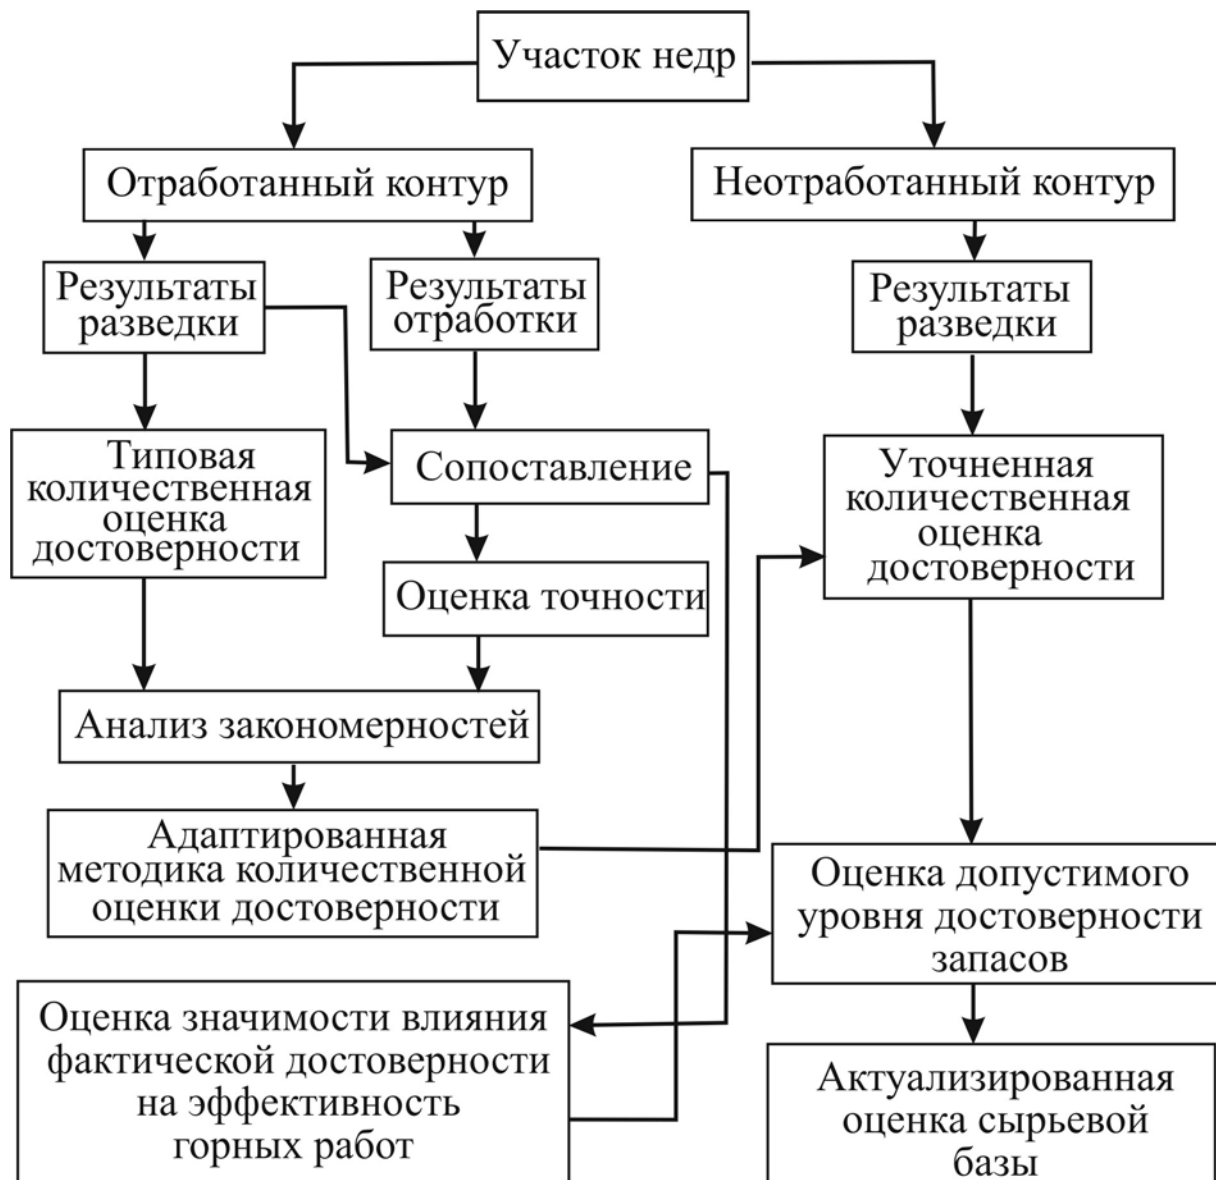 Участок недр
Отработанный контур
Неотработанный контур
Результаты
разведки
Результаты
отработки
Результаты
разведки
Типовая
количественная
оценка
достоверности
Сопоставление
Уточненная
количественная
оценка
достоверности
Оценка точности
Анализ закономерностей
Адаптированная
методика количественной
оценки достоверности
Оценка допустимого
уровня достоверности
запасов
Оценка значимости влияния
фактической достоверности
на эффективность
горных работ
Актуализированная
оценка сырьевой
базы